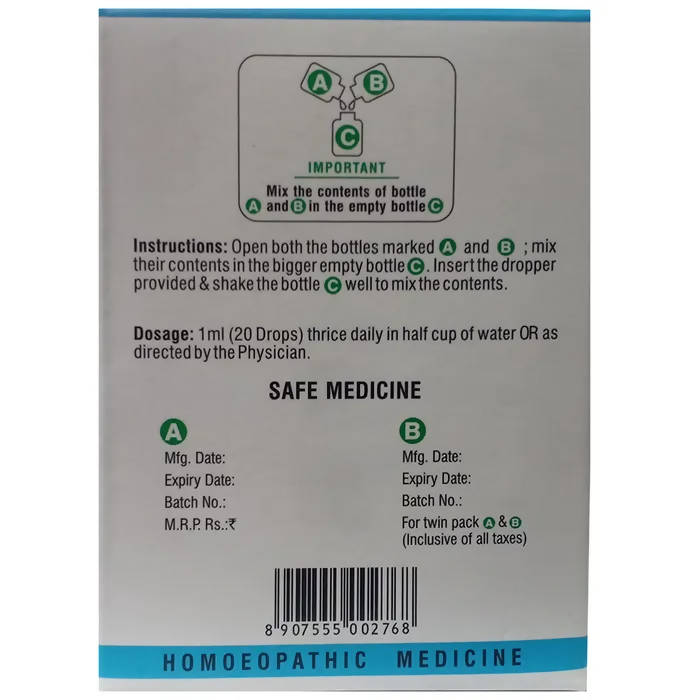 A B
C
IMPORTANT
Mix the contents of bottle
A and B in the empty bottle C
Instructions: Open both the bottles marked A and B ; mix
their contents in the bigger empty bottle C. Insert the dropper
provided & shake the bottle C well to mix the contents.
Dosage: 1ml (20 Drops) thrice daily in half cup of water OR as
directed by the Physician.
SAFE MEDICINE
A
Mfg. Date:
Expiry Date:
Batch No.:
M.R.P. Rs.:₹
B
Mfg. Date:
Expiry Date:
Batch No.:
For twin pack A & B
(Inclusive of all taxes)
8 907555 002768
HOMOEOPATHIC MEDICINE